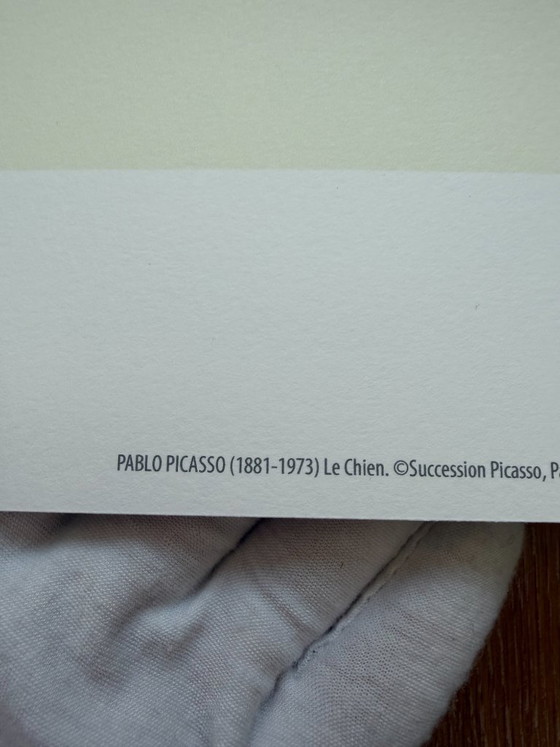 PABLO PICASSO (1881-1973) Le Chien. ©Succession Picasso,